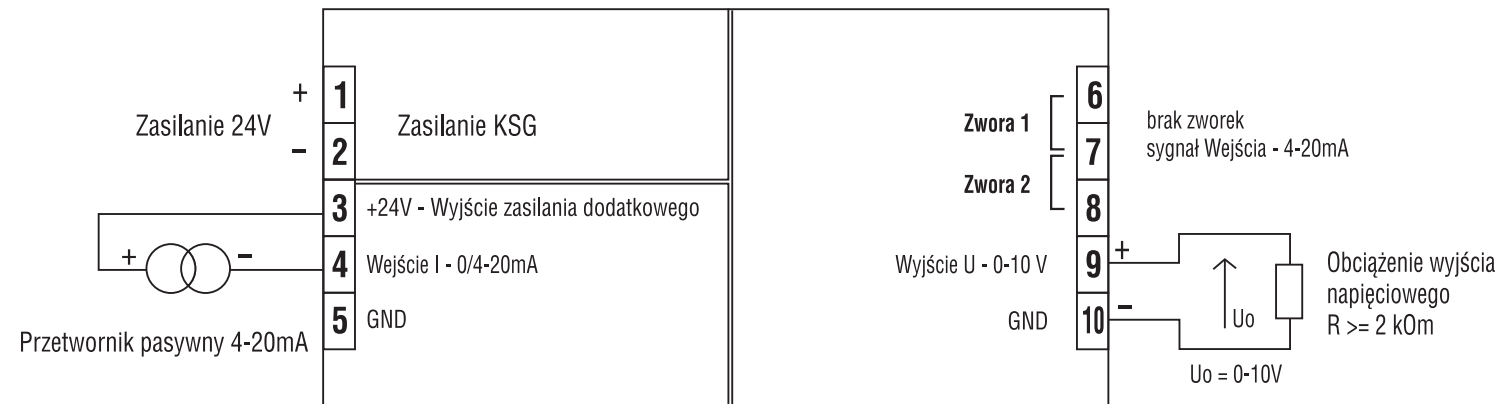 +
1
Zasilanie 24V
Zasilanie KSG
−
2
3
+24V - Wyjście zasilania dodatkowego
+
−
4
Wejście I - 0/4-20mA
5
GND
Przetwornik pasywny 4-20mA
6
Zwora 1
7
brak zworek
sygnał Wejścia - 4-20mA
Zwora 2
8
Wyjście U - 0-10 V
9
+
GND
10
−
Uo
Obciążenie wyjścia
napięciowego
R >= 2 kOm
Uo = 0-10V